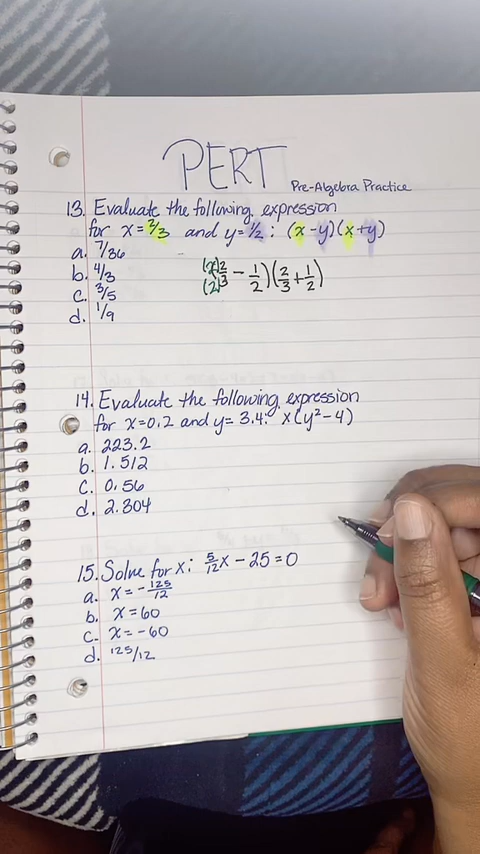 PERT
Pre-Algebra Practice
13. Evaluate the following expression
for x = 2/3 and y = 1/2 : (x - y)(x + y)
a. 7/36
b. 4/3
c. 3/5
d. 1/9
(2) 2/3 - 1/2)(2/3 + 1/2)
(2)
14. Evaluate the following expression
for x = 0.2 and y = 3.4: x(y² - 4)
a. 223.2
b. 1.512
c. 0.56
d. 2.304
15. Solve for x: 5/12 x - 25 = 0
a. x = - 125/12
b. x = 60
c. x = - 60
d. 125/12